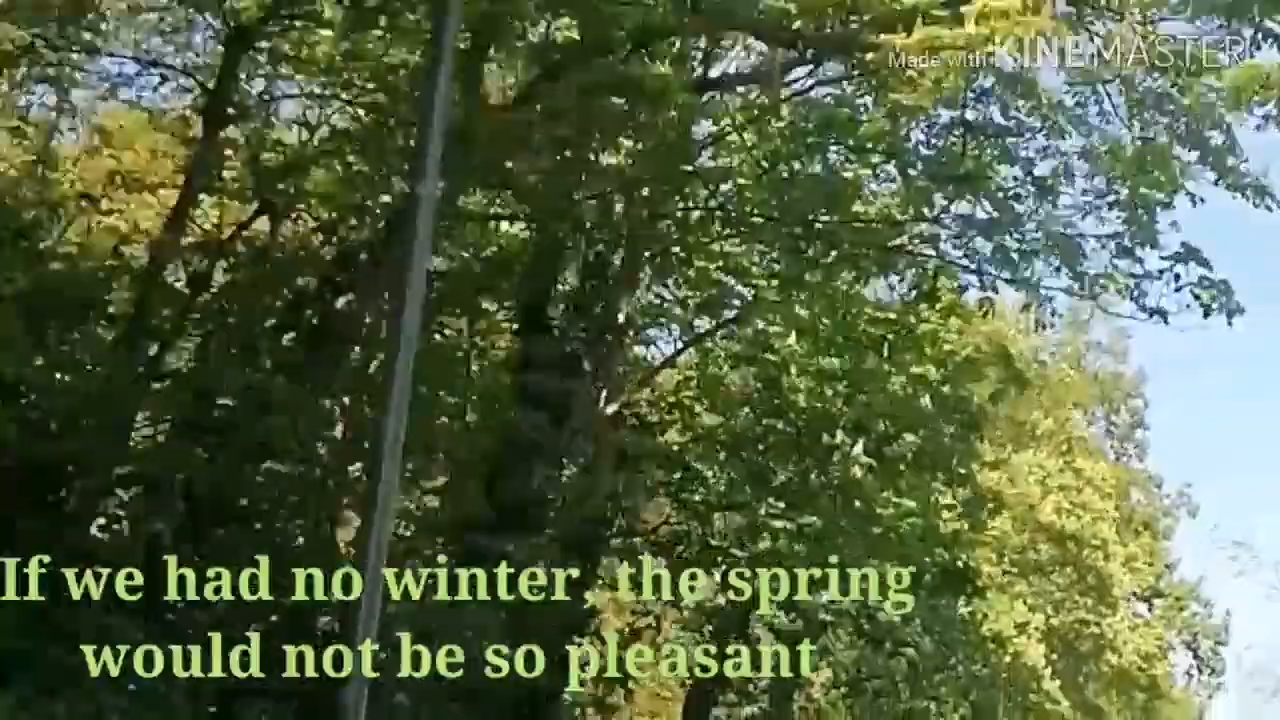 Made with KINEMASTER
If we had no winter, the spring
would not be so pleasant